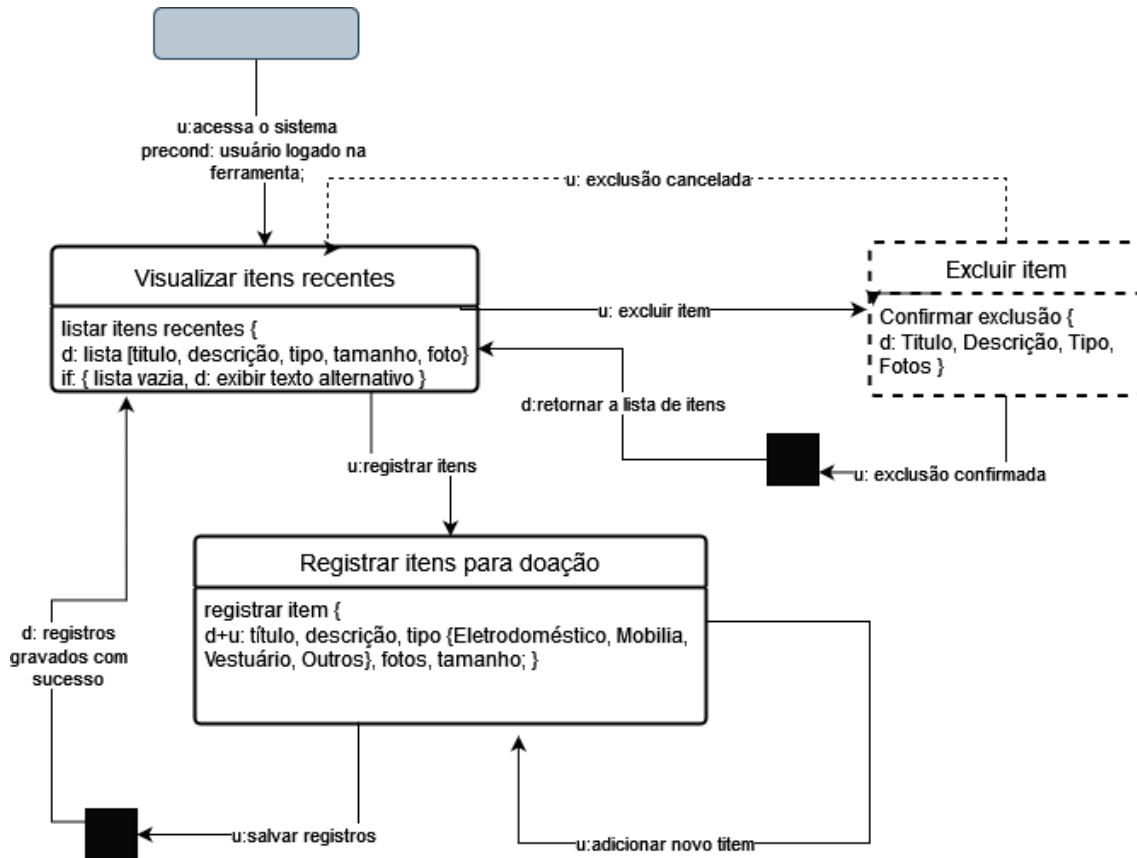 u:acessa o sistema
precond: usuário logado na
ferramenta;
u: exclusão cancelada
Visualizar itens recentes
listar itens recentes {
d: lista [titulo, descrição, tipo, tamanho, foto}
if: { lista vazia, d: exibir texto alternativo }
u: excluir item
Excluir item
Confirmar exclusão {
d: Titulo, Descrição, Tipo,
Fotos }
d:retornar a lista de itens
u: exclusão confirmada
u:registrar itens
Registrar itens para doação
registrar item {
d+u: título, descrição, tipo {Eletrodoméstico, Mobilia,
Vestuário, Outros}, fotos, tamanho; }
d: registros
gravados com
sucesso
u:salvar registros
u:adicionar novo titem